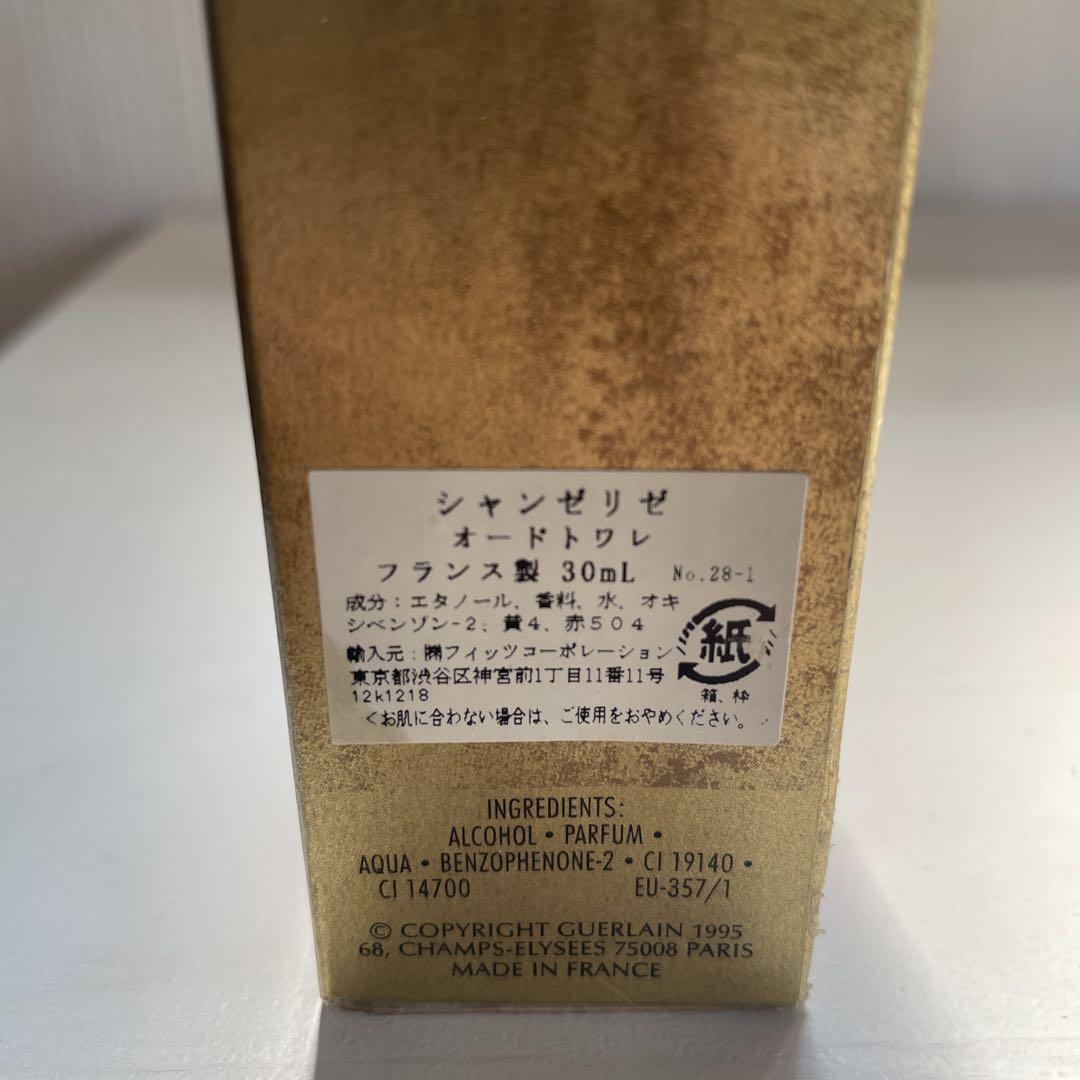 シャンゼリゼ
オードトワレ
フランス製 30mL No.28-1
成分：エタノール、香料、水、オキ
シベンゾン-2、黄4、赤504
輸入元：㈱フィッツコーポレーション
東京都渋谷区神宮前1丁目11番11号
12k1218
紙
箱、枠
＜お肌に合わない場合は、ご使用をおやめください。
INGREDIENTS:
ALCOHOL • PARFUM •
AQUA • BENZOPHENONE-2 • CI 19140 •
CI 14700 EU-357/1
© COPYRIGHT GUERLAIN 1995
68, CHAMPS-ELYSEES 75008 PARIS
MADE IN FRANCE